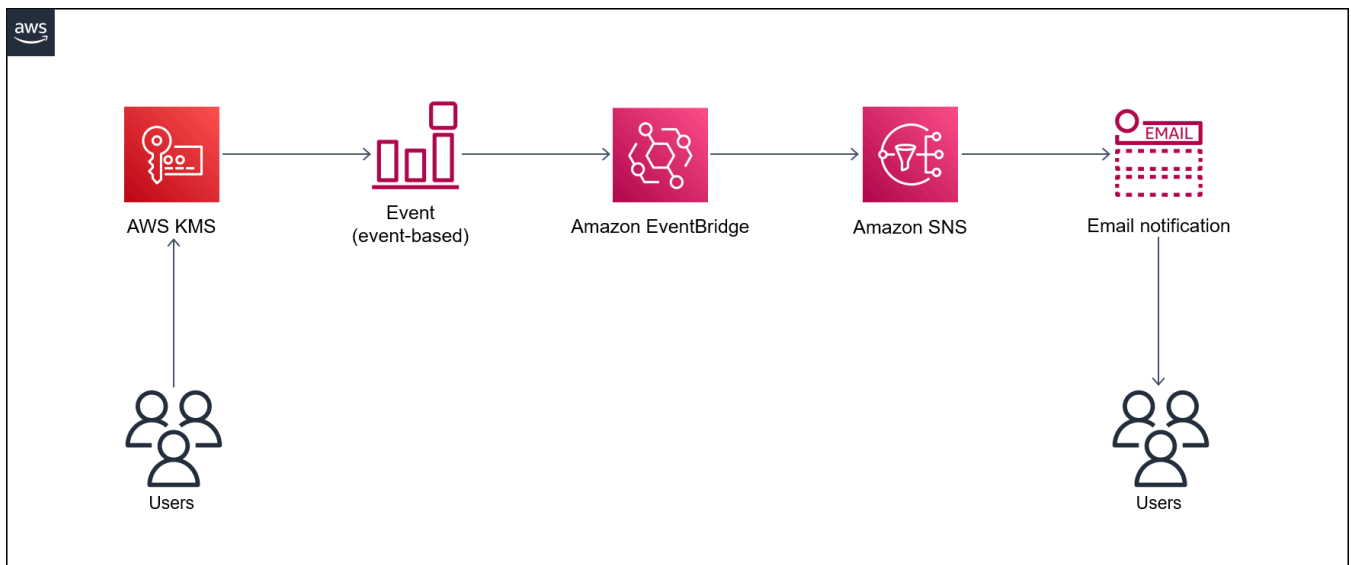 aws
EMAIL
AWS KMS
Event
(event-based)
Amazon EventBridge
Amazon SNS
Email notification
Users
Users